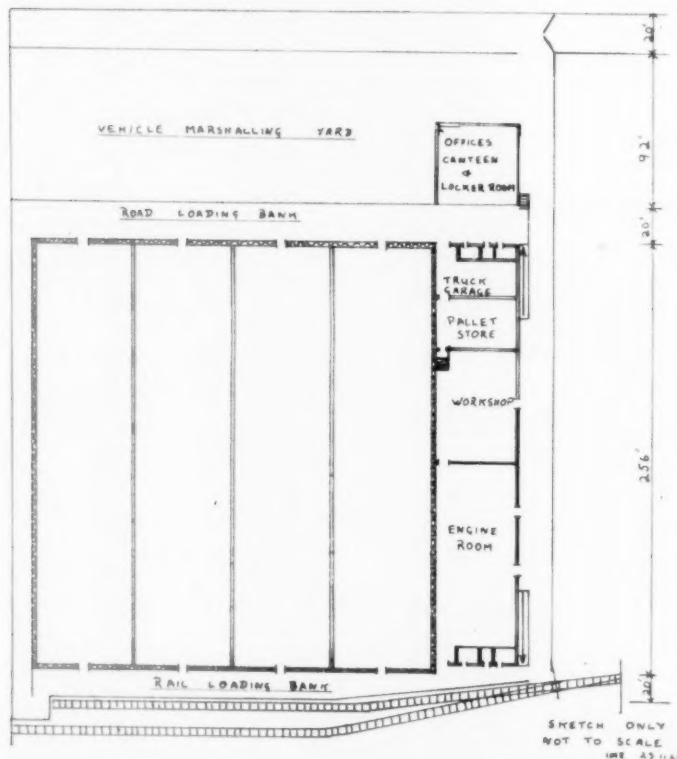 20'
VEHICLE MARSHALLING YARD
OFFICES
CANTEEN
&
LOCKER ROOM
92'
ROAD LOADING BANK
20'
TRUCK
GARAGE
PALLET
STORE
WORKSHOP
256'
ENGINE
ROOM
RAIL LOADING BANK
20'
SKETCH ONLY
NOT TO SCALE